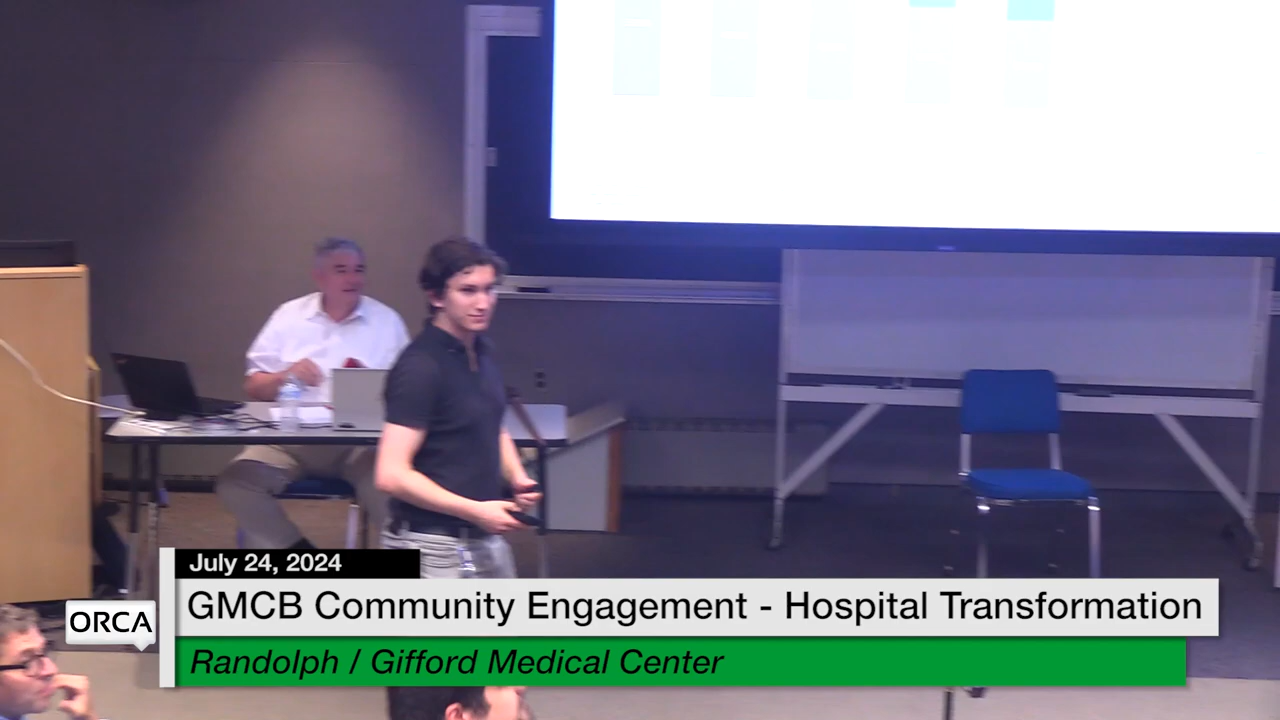 July 24, 2024
GMCB Community Engagement - Hospital Transformation
ORCA
Randolph / Gifford Medical Center